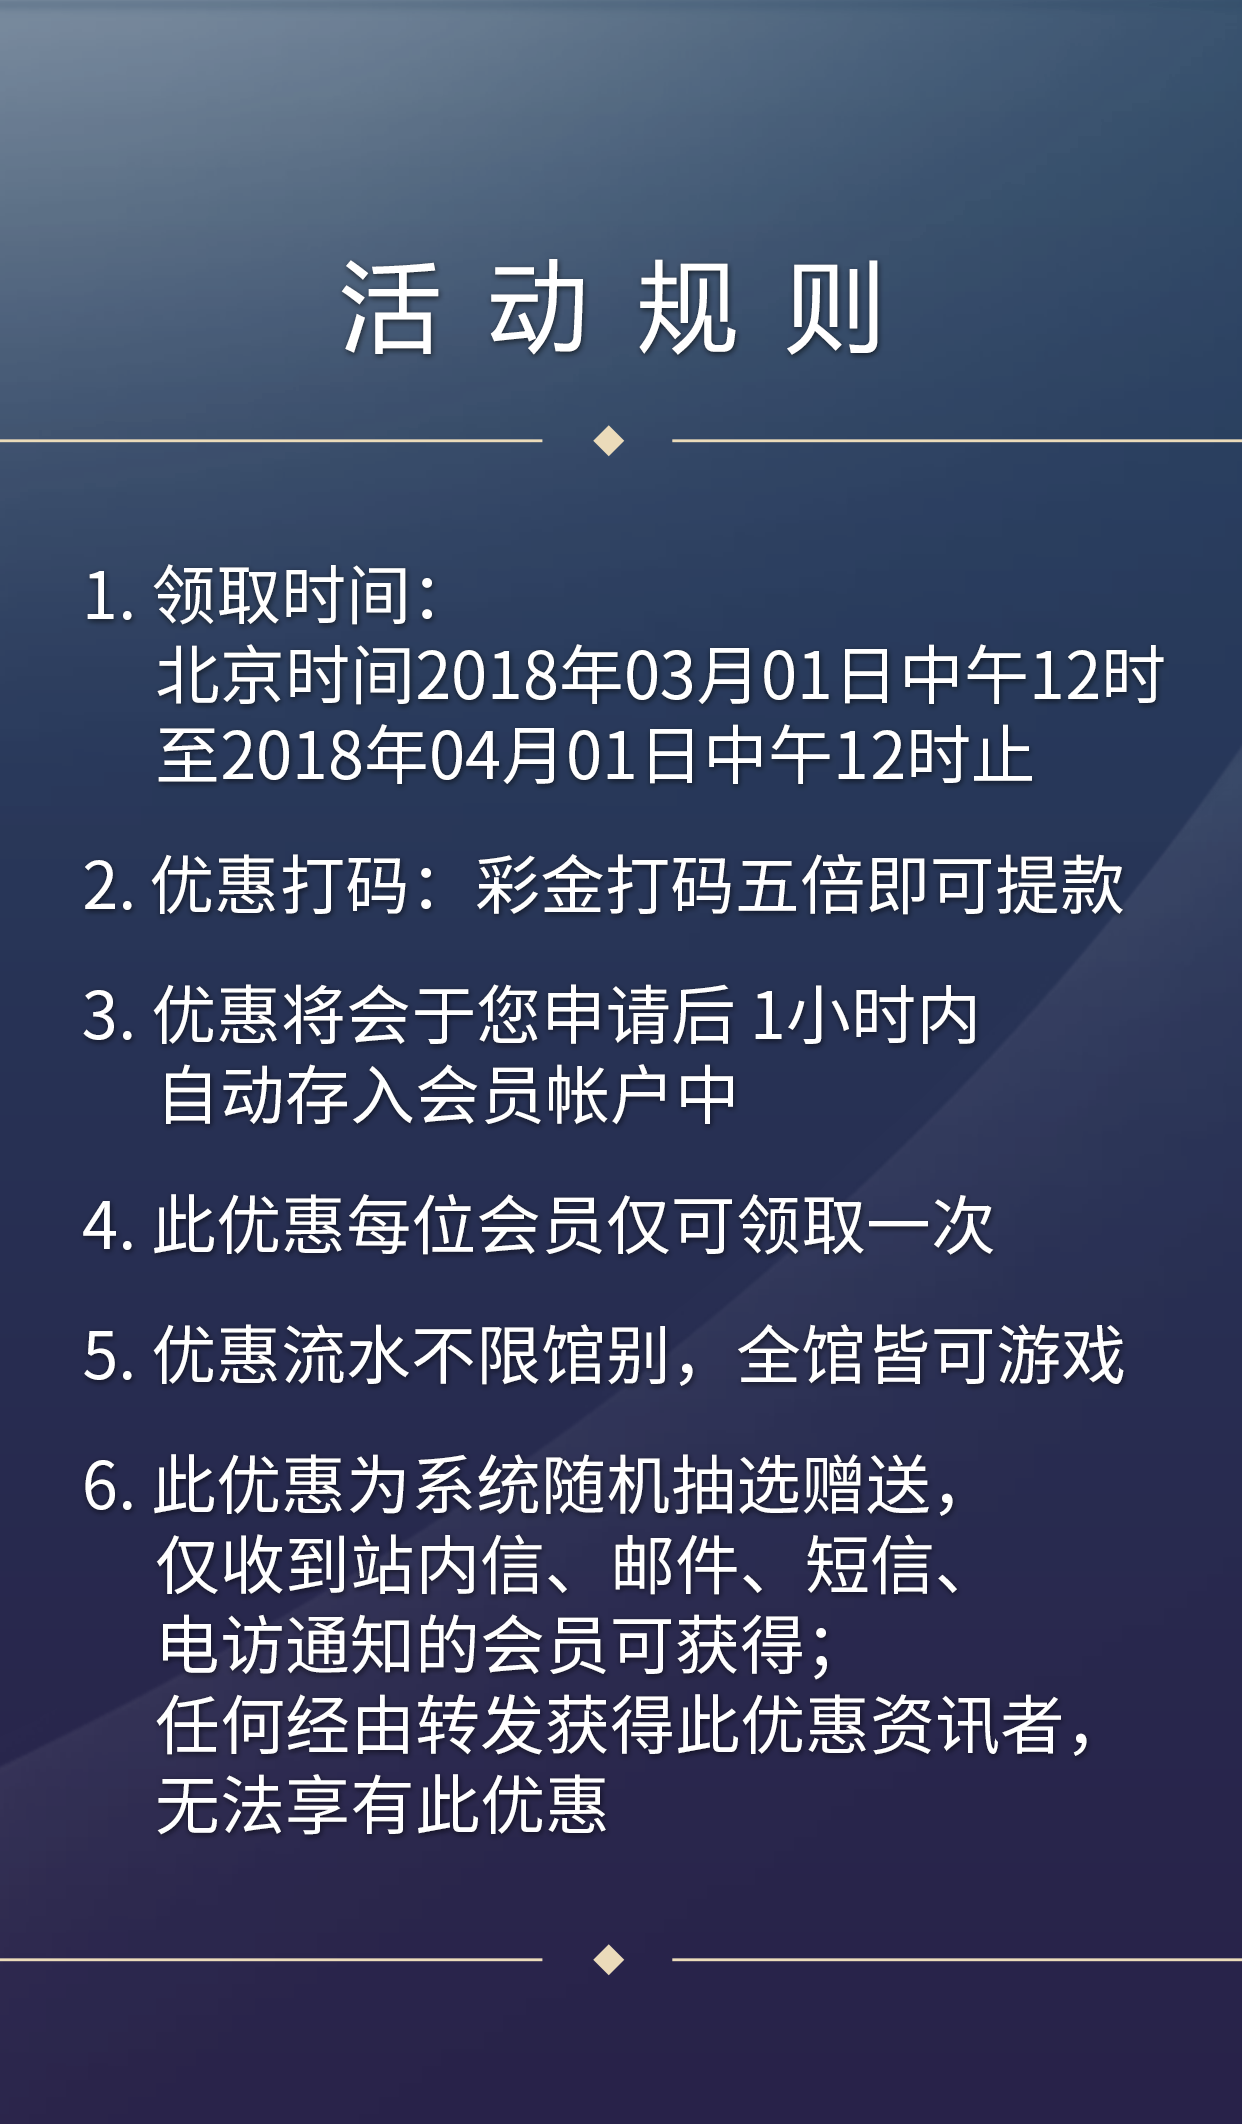 活动规则
1. 领取时间：
北京时间2018年03月01日中午12时
至2018年04月01日中午12时止
2. 优惠打码：彩金打码五倍即可提款
3. 优惠将会于您申请后 1小时内
自动存入会员帐户中
4. 此优惠每位会员仅可领取一次
5. 优惠流水不限馆别，全馆皆可游戏
6. 此优惠为系统随机抽选赠送，
仅收到站内信、邮件、短信、
电访通知的会员可获得；
任何经由转发获得此优惠资讯者，
无法享有此优惠